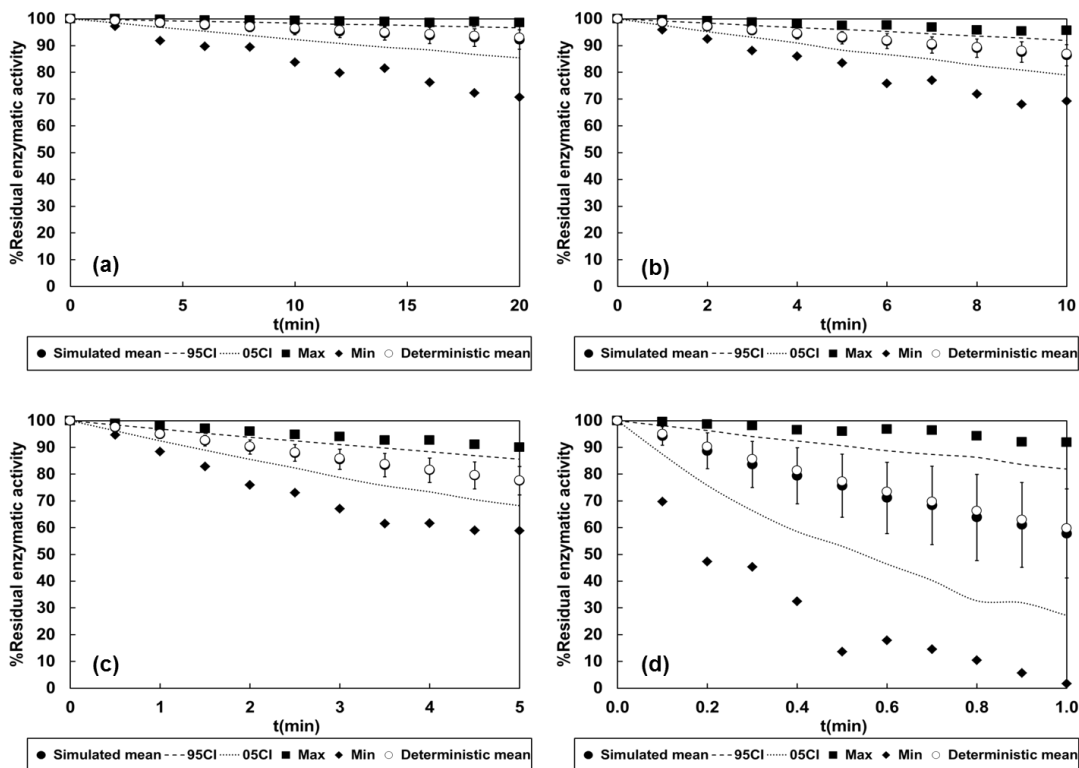 %Residual enzymatic activity
100
90
80
70
60
50
40
30
20
10
0
(a)
0 5 10 15 20
t(min)
Simulated mean 95CI 05CI Max Min Deterministic mean
%Residual enzymatic activity
100
90
80
70
60
50
40
30
20
10
0
(b)
0 2 4 6 8 10
t(min)
Simulated mean 95CI 05CI Max Min Deterministic mean
%Residual enzymatic activity
100
90
80
70
60
50
40
30
20
10
0
(c)
0 1 2 3 4 5
t(min)
Simulated mean 95CI 05CI Max Min Deterministic mean
%Residual enzymatic activity
100
90
80
70
60
50
40
30
20
10
0
(d)
0.0 0.2 0.4 0.6 0.8 1.0
t(min)
Simulated mean 95CI 05CI Max Min Deterministic mean